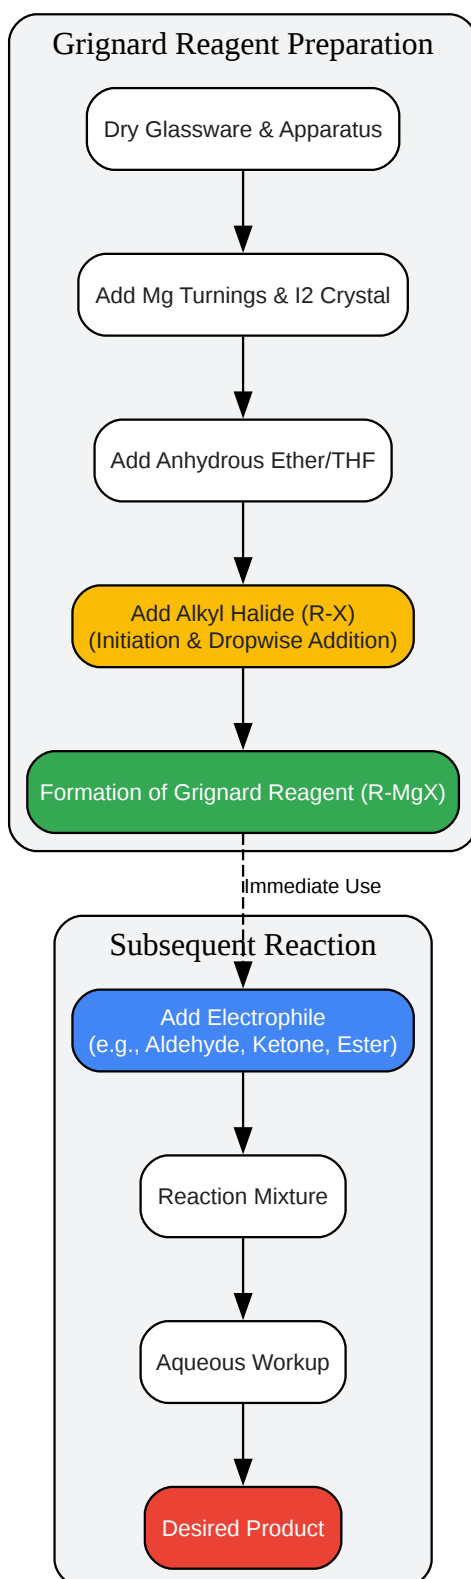 Grignard Reagent Preparation
Dry Glassware & Apparatus
Add Mg Turnings & I2 Crystal
Add Anhydrous Ether/THF
Add Alkyl Halide (R-X)
(Initiation & Dropwise Addition)
Formation of Grignard Reagent (R-MgX)
Immediate Use
Subsequent Reaction
Add Electrophile
(e.g., Aldehyde, Ketone, Ester)
Reaction Mixture
Aqueous Workup
Desired Product